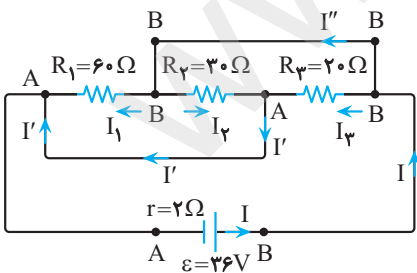 B I″ B
A R₁=۶۰Ω R₂=۳۰Ω R₃=۲۰Ω
I₁ B I₂ A I₃ B
I′ I′ I
I′
r=۲Ω I
A B
ε=۳۶V